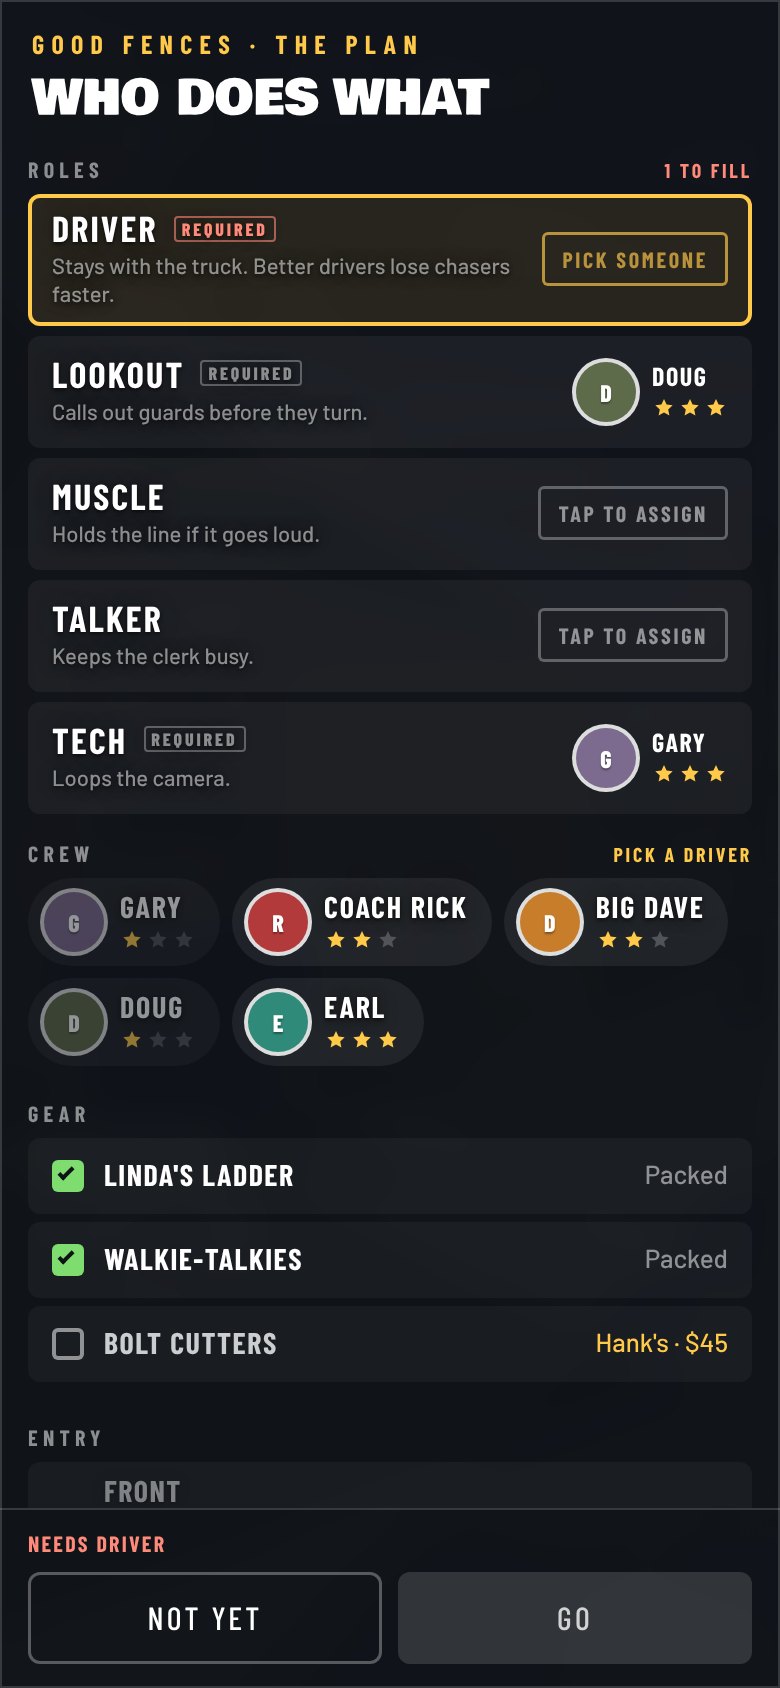 GOOD FENCES · THE PLAN
WHO DOES WHAT
ROLES
1 TO FILL
DRIVER REQUIRED
Stays with the truck. Better drivers lose chasers
faster.
PICK SOMEONE
LOOKOUT REQUIRED
Calls out guards before they turn.
D
DOUG
MUSCLE
Holds the line if it goes loud.
TAP TO ASSIGN
TALKER
Keeps the clerk busy.
TAP TO ASSIGN
TECH REQUIRED
Loops the camera.
G
GARY
CREW
PICK A DRIVER
G
GARY
R
COACH RICK
D
BIG DAVE
D
DOUG
E
EARL
GEAR
LINDA'S LADDER
Packed
WALKIE-TALKIES
Packed
BOLT CUTTERS
Hank's · $45
ENTRY
FRONT
NEEDS DRIVER
NOT YET
GO